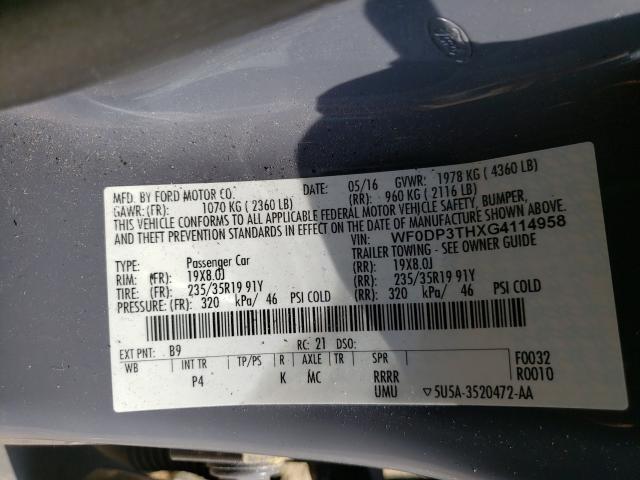 Ford
MFD. BY FORD MOTOR CO. DATE: 05/16 GVWR: 1978 KG ( 4360 LB)
GAWR: (FR): 1070 KG ( 2360 LB) (RR): 960 KG ( 2116 LB)
THIS VEHICLE CONFORMS TO ALL APPLICABLE FEDERAL MOTOR VEHICLE SAFETY, BUMPER,
AND THEFT PREVENTION STANDARDS IN EFFECT ON THE DATE OF MANUFACTURE SHOWN ABOVE.
VIN: WF0DP3THXG4114958
TYPE: Passenger Car TRAILER TOWING - SEE OWNER GUIDE
RIM: (FR): 19X8.0J (RR): 19X8.0J
TIRE: (FR): 235/35R19 91Y (RR): 235/35R19 91Y
PRESSURE: (FR): 320 kPa/ 46 PSI COLD (RR): 320 kPa/ 46 PSI COLD
EXT PNT: B9 RC: 21 DSO: F0032
WB INT TR TP/PS R AXLE TR SPR R0010
P4 K MC RRRR
UMU ▽5U5A-3520472-AA